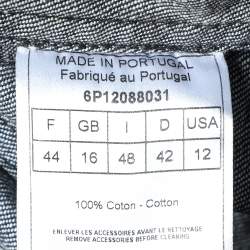 MADE IN PORTUGAL
Fabriqué au Portugal
6P12088031
F GB I D USA
44 16 48 42 12
100% Coton - Cotton
ENLEVER LES ACCESSOIRES AVANT LE NETTOYAGE
REMOVE ACCESSORIES BEFORE CLEANING